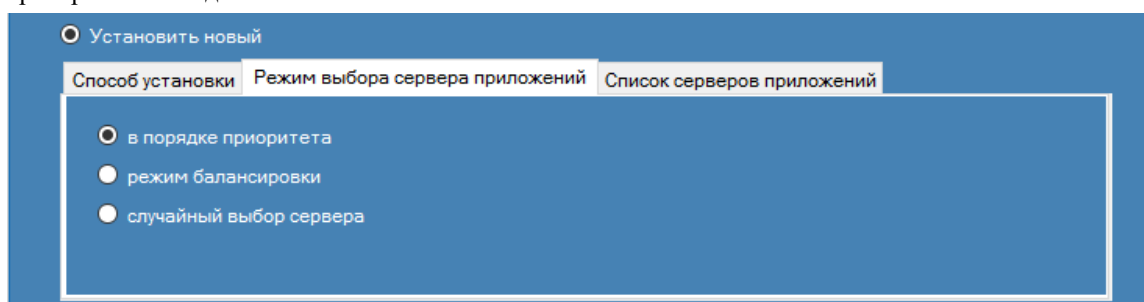 Установить новый
Способ установки Режим выбора сервера приложений Список серверов приложений
в порядке приоритета
режим балансировки
случайный выбор сервера